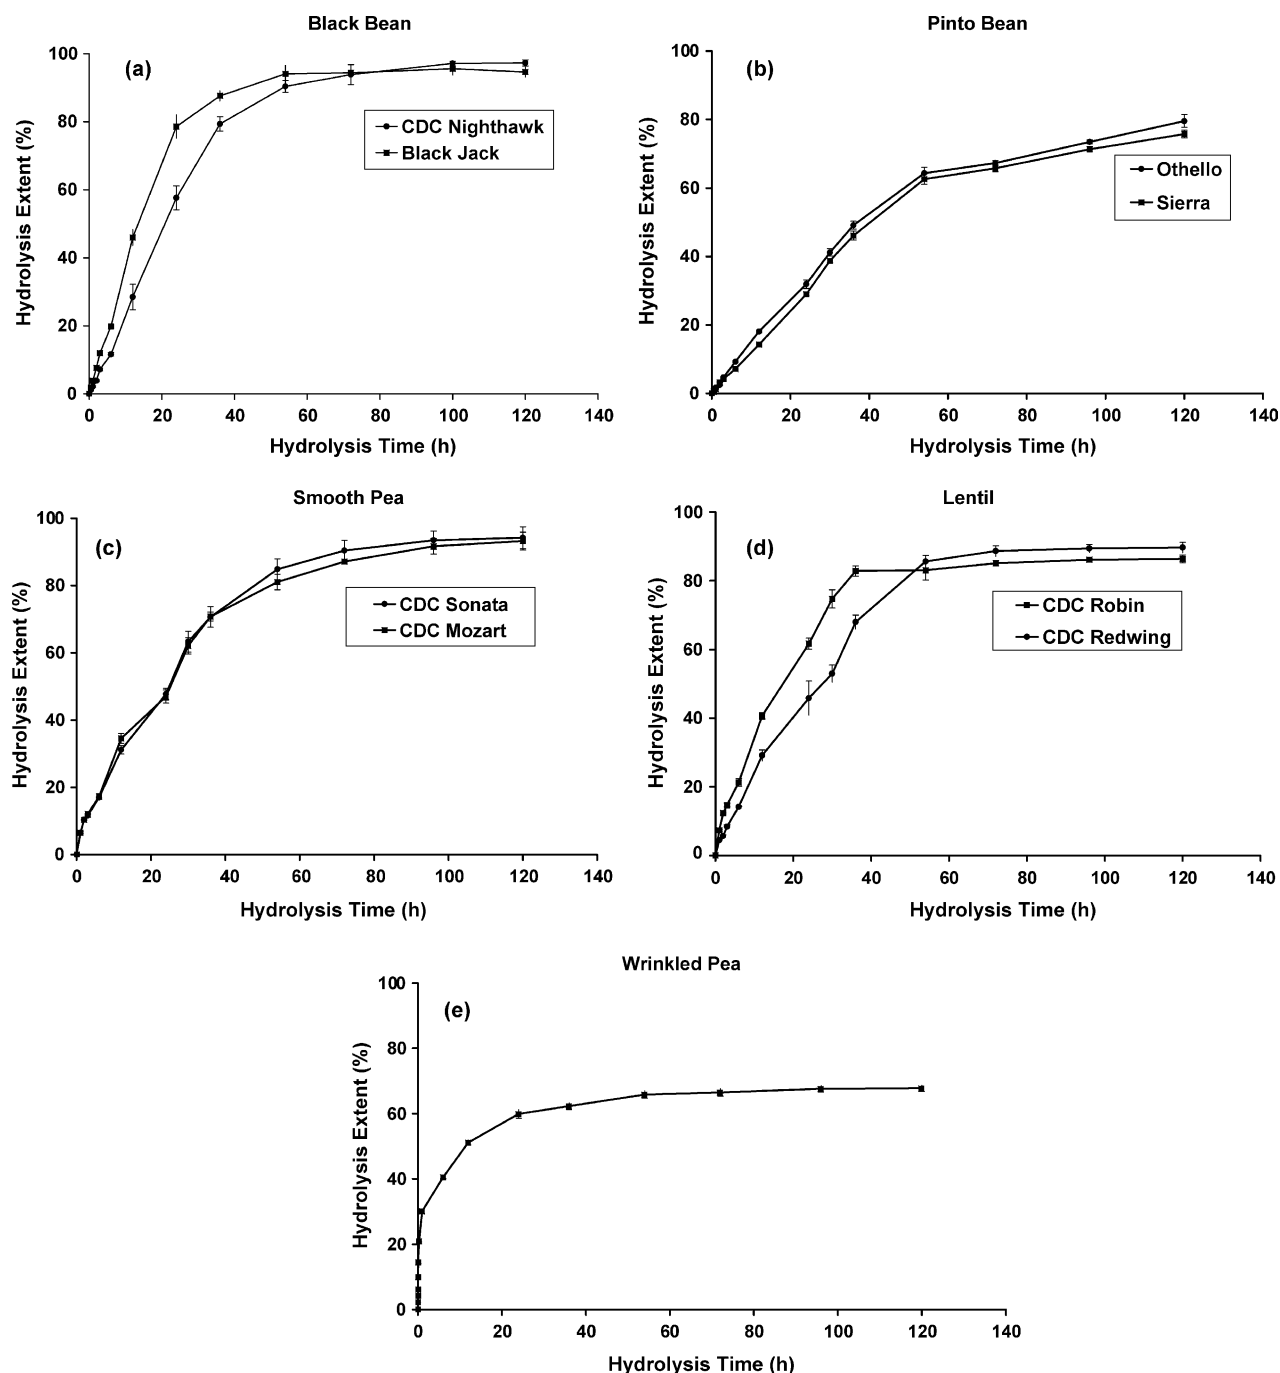 Black Bean
(a)
100
80
60
40
20
0
Hydrolysis Extent (%)
CDC Nighthawk
Black Jack
0 20 40 60 80 100 120 140
Hydrolysis Time (h)
Pinto Bean
(b)
100
80
60
40
20
0
Hydrolysis Extent (%)
Othello
Sierra
0 20 40 60 80 100 120 140
Hydrolysis Time (h)
Smooth Pea
(c)
100
80
60
40
20
0
Hydrolysis Extent (%)
CDC Sonata
CDC Mozart
0 20 40 60 80 100 120 140
Hydrolysis Time (h)
Lentil
(d)
100
80
60
40
20
0
Hydrolysis Extent (%)
CDC Robin
CDC Redwing
0 20 40 60 80 100 120 140
Hydrolysis Time (h)
Wrinkled Pea
(e)
100
80
60
40
20
0
Hydrolysis Extent (%)
0 20 40 60 80 100 120 140
Hydrolysis Time (h)